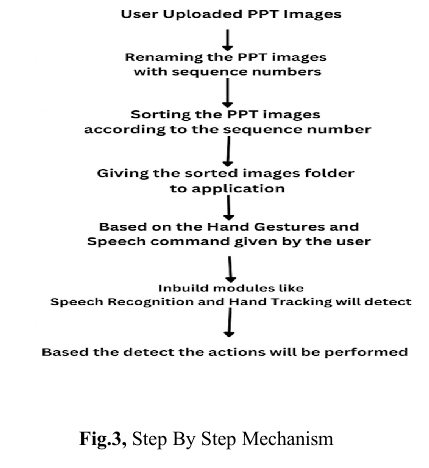 User Uploaded PPT Images
Renaming the PPT images
with sequence numbers
Sorting the PPT images
according to the sequence number
Giving the sorted images folder
to application
Based on the Hand Gestures and
Speech command given by the user
Inbuild modules like
Speech Recognition and Hand Tracking will detect
Based the detect the actions will be performed
Fig.3, Step By Step Mechanism